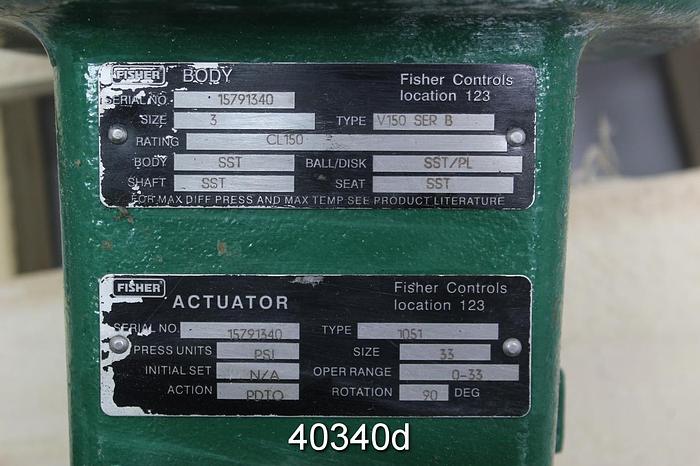 FISHER BODY Fisher Controls
location 123
SERIAL NO. 15791340
SIZE 3 TYPE V150 SER B
RATING CL150
BODY SST BALL/DISK SST/PL
SHAFT SST SEAT SST
FOR MAX DIFF PRESS AND MAX TEMP SEE PRODUCT LITERATURE
FISHER Fisher Controls
ACTUATOR location 123
SERIAL NO. 15791340 TYPE 1051
PRESS UNITS PSI SIZE 33
INITIAL SET N/A OPER RANGE 0-33
ACTION PDTO ROTATION 90 DEG
40340d